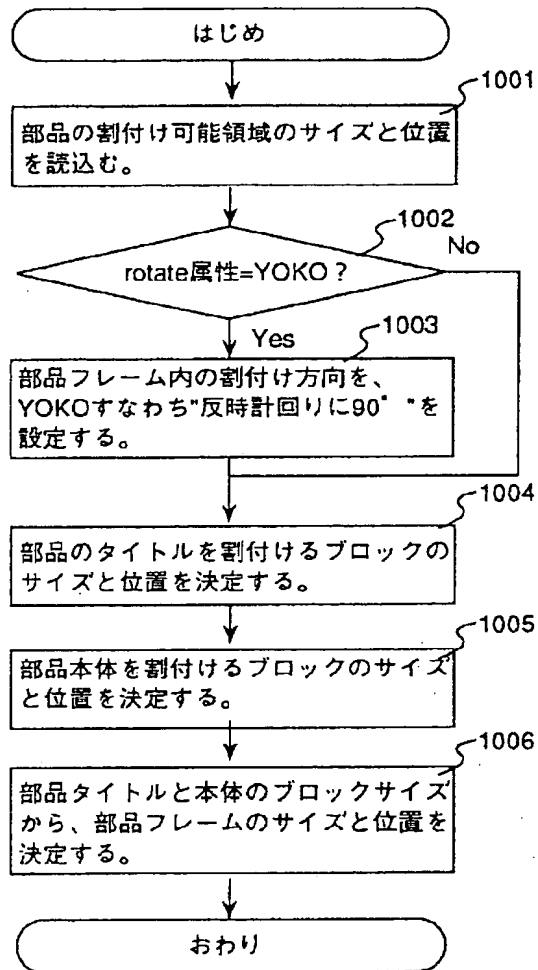 はじめ
1001
部品の割付け可能領域のサイズと位置
を読込む。
1002
No
rotate属性=YOKO？
Yes
1003
部品フレーム内の割付け方向を、
YOKOすなわち"反時計回りに90°"を
設定する。
1004
部品のタイトルを割付けるブロックの
サイズと位置を決定する。
1005
部品本体を割付けるブロックのサイズ
と位置を決定する。
1006
部品タイトルと本体のブロックサイズ
から、部品フレームのサイズと位置を
決定する。
おわり